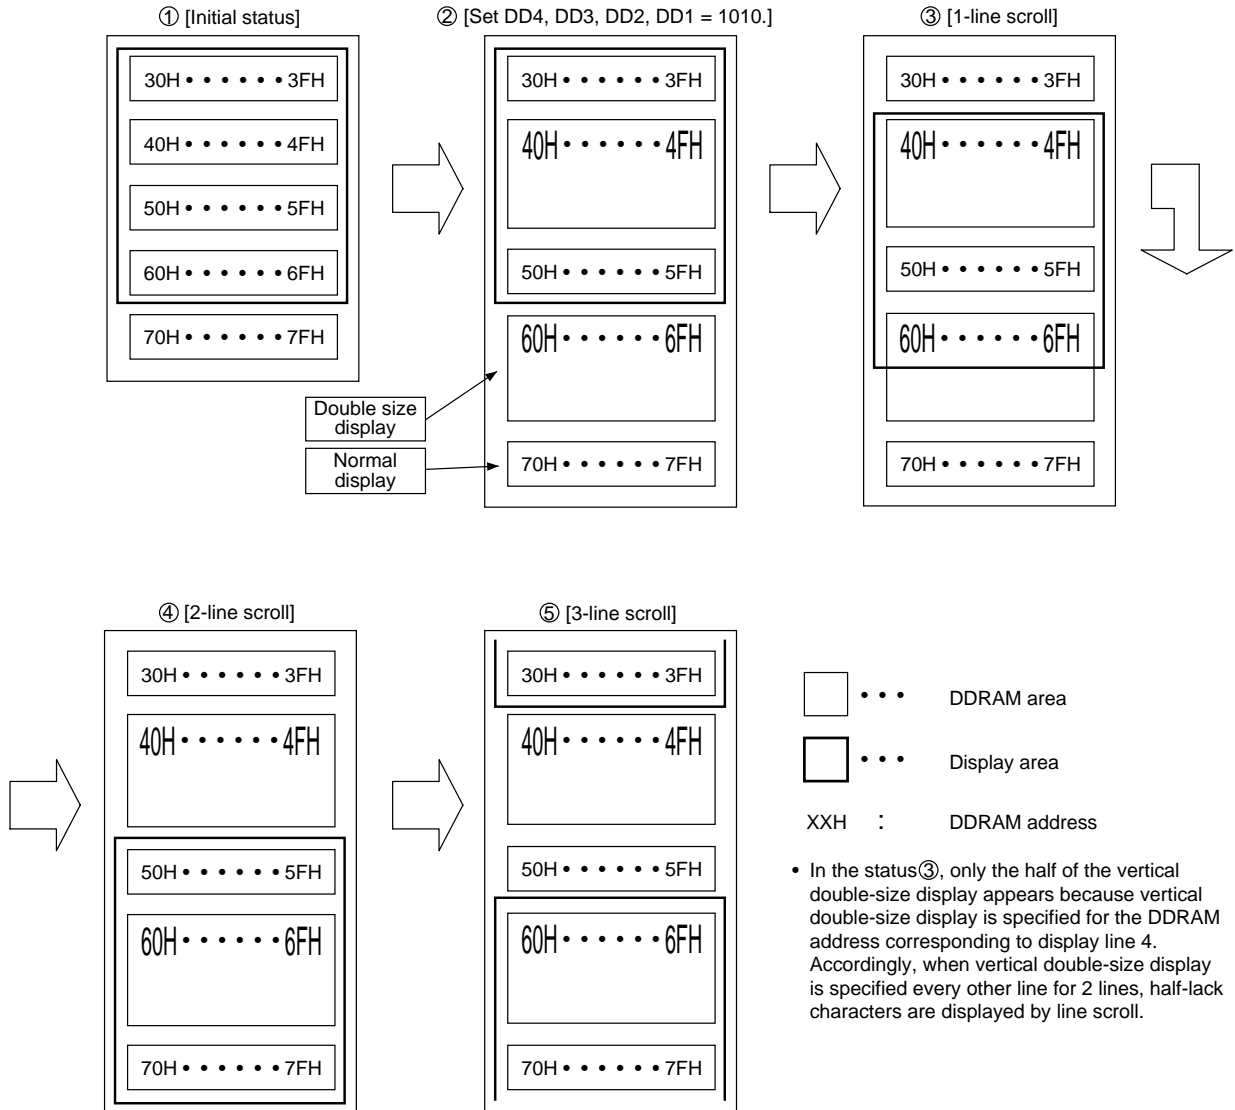 ① [Initial status]
30H • • • • • • 3FH
40H • • • • • • 4FH
50H • • • • • • 5FH
60H • • • • • • 6FH
70H • • • • • • 7FH
② [Set DD4, DD3, DD2, DD1 = 1010.]
30H • • • • • • 3FH
40H • • • • • • 4FH
50H • • • • • • 5FH
60H • • • • • • 6FH
70H • • • • • • 7FH
Double size
display
Normal
display
③ [1-line scroll]
30H • • • • • • 3FH
40H • • • • • • 4FH
50H • • • • • • 5FH
60H • • • • • • 6FH
70H • • • • • • 7FH
④ [2-line scroll]
30H • • • • • • 3FH
40H • • • • • • 4FH
50H • • • • • • 5FH
60H • • • • • • 6FH
70H • • • • • • 7FH
⑤ [3-line scroll]
30H • • • • • • 3FH
40H • • • • • • 4FH
50H • • • • • • 5FH
60H • • • • • • 6FH
70H • • • • • • 7FH
• • • DDRAM area
• • • Display area
XXH : DDRAM address
• In the status③, only the half of the vertical
double-size display appears because vertical
double-size display is specified for the DDRAM
address corresponding to display line 4.
Accordingly, when vertical double-size display
is specified every other line for 2 lines, half-lack
characters are displayed by line scroll.